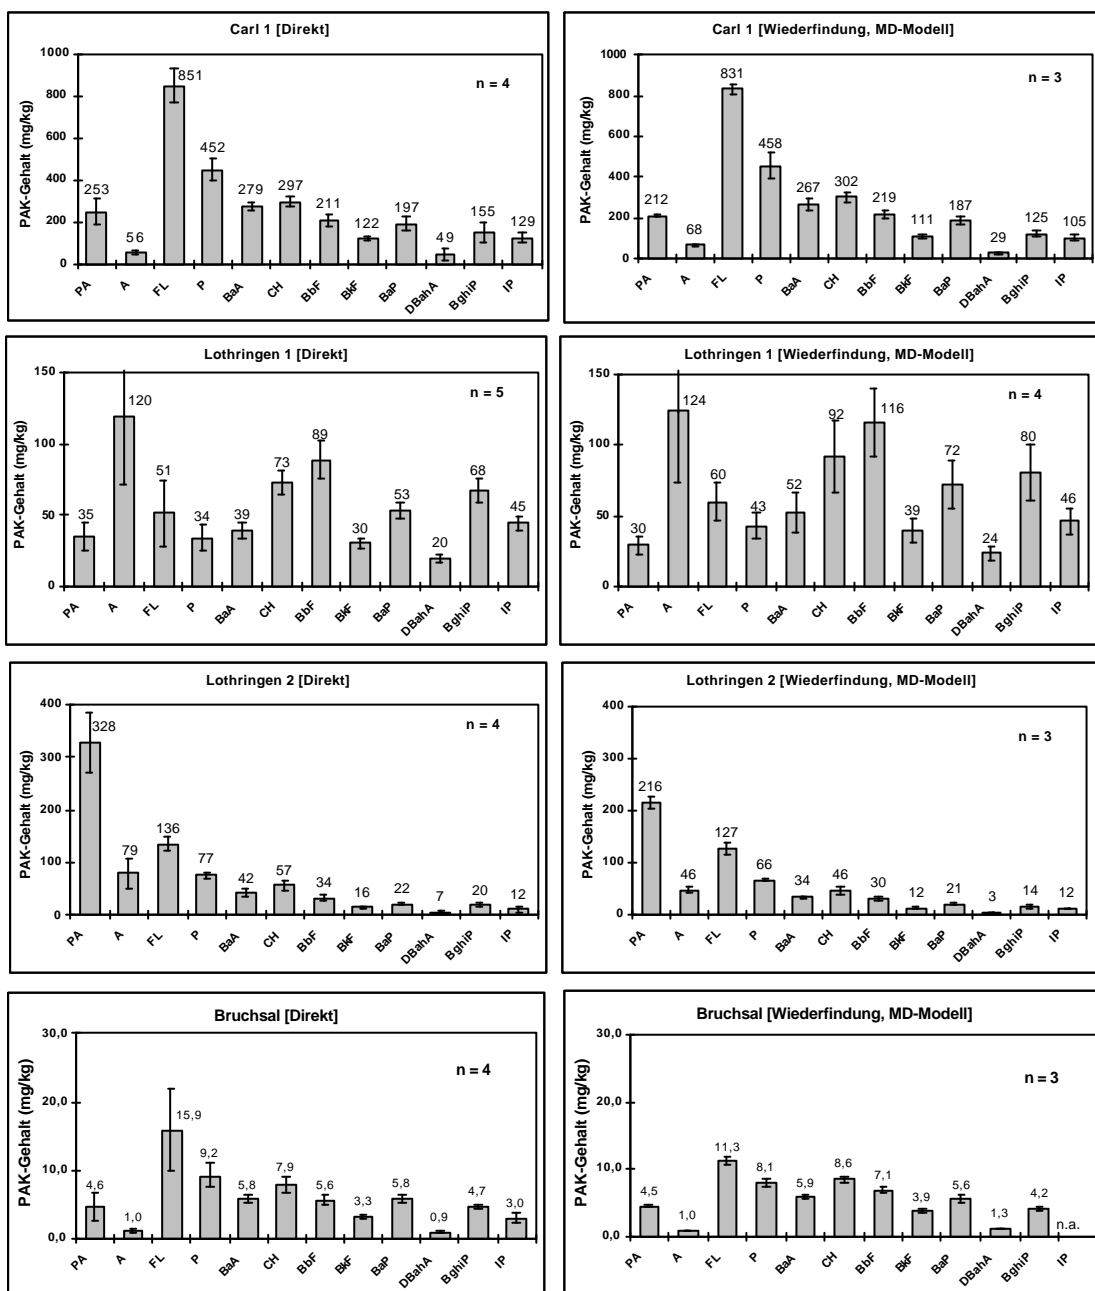 Carl 1 [Direkt]
PAK-Gehalt (mg/kg)
1000
800
600
400
200
0
n = 4
253
56
851
452
279
297
211
122
197
49
155
129
PA
A
FL
P
BaA
CH
BbF
BkF
BaP
DBahA
BghiP
IP
Carl 1 [Wiederfindung, MD-Modell]
PAK-Gehalt (mg/kg)
1000
800
600
400
200
0
n = 3
212
68
831
458
267
302
219
111
187
29
125
105
PA
A
FL
P
BaA
CH
BbF
BkF
BaP
DBahA
BghiP
IP
Lothringen 1 [Direkt]
PAK-Gehalt (mg/kg)
150
100
50
0
n = 5
35
120
51
34
39
73
89
30
53
20
68
45
PA
A
FL
P
BaA
CH
BbF
BkF
BaP
DBahA
BghiP
IP
Lothringen 1 [Wiederfindung, MD-Modell]
PAK-Gehalt (mg/kg)
150
100
50
0
n = 4
30
124
60
43
52
92
116
39
72
24
80
46
PA
A
FL
P
BaA
CH
BbF
BkF
BaP
DBahA
BghiP
IP
Lothringen 2 [Direkt]
PAK-Gehalt (mg/kg)
400
300
200
100
0
n = 4
328
79
136
77
42
57
34
16
22
7
20
12
PA
A
FL
P
BaA
CH
BbF
BkF
BaP
DBahA
BghiP
IP
Lothringen 2 [Wiederfindung, MD-Modell]
PAK-Gehalt (mg/kg)
400
300
200
100
0
n = 3
216
46
127
66
34
46
30
12
21
3
14
12
PA
A
FL
P
BaA
CH
BbF
BkF
BaP
DBahA
BghiP
IP
Bruchsal [Direkt]
PAK-Gehalt (mg/kg)
30,0
20,0
10,0
0,0
n = 4
4,6
1,0
15,9
9,2
5,8
7,9
5,6
3,3
5,8
0,9
4,7
3,0
PA
A
FL
P
BaA
CH
BbF
BkF
BaP
DBahA
BghiP
IP
Bruchsal [Wiederfindung, MD-Modell]
PAK-Gehalt (mg/kg)
30,0
20,0
10,0
0,0
n = 3
4,5
1,0
11,3
8,1
5,9
8,6
7,1
3,9
5,6
1,3
4,2
n.a.
PA
A
FL
P
BaA
CH
BbF
BkF
BaP
DBahA
BghiP
IP